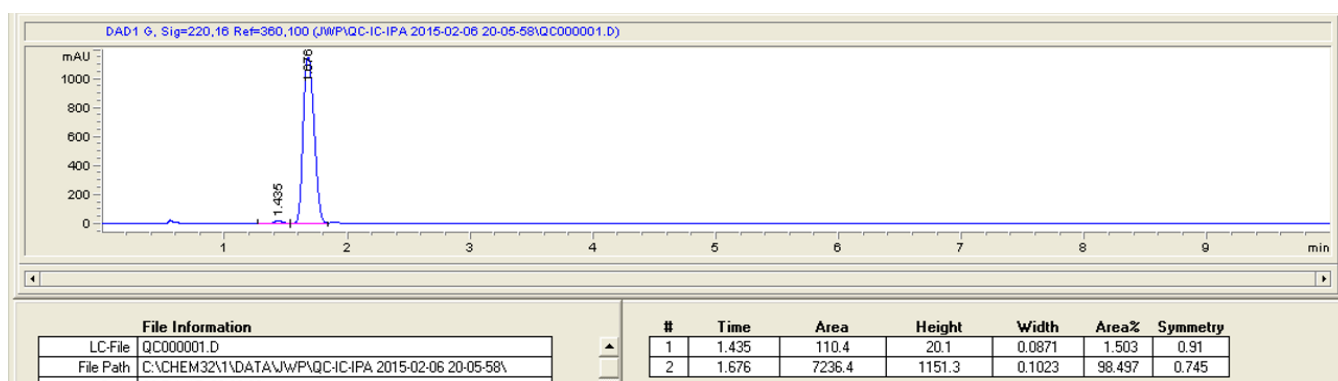 DAD1 G, Sig=220,16 Ref=360,100 (JWP\QC-IC-IPA 2015-02-06 20-05-58\QC000001.D)
mAU
1000
800
600
400
200
0
1.435
1.676
1 2 3 4 5 6 7 8 9 min
File Information
LC-File QC000001.D
File Path C:\CHEM32\1\DATA\JWP\QC-IC-IPA 2015-02-06 20-05-58\
# Time Area Height Width Area% Symmetry
1 1.435 110.4 20.1 0.0871 1.503 0.91
2 1.676 7236.4 1151.3 0.1023 98.497 0.745